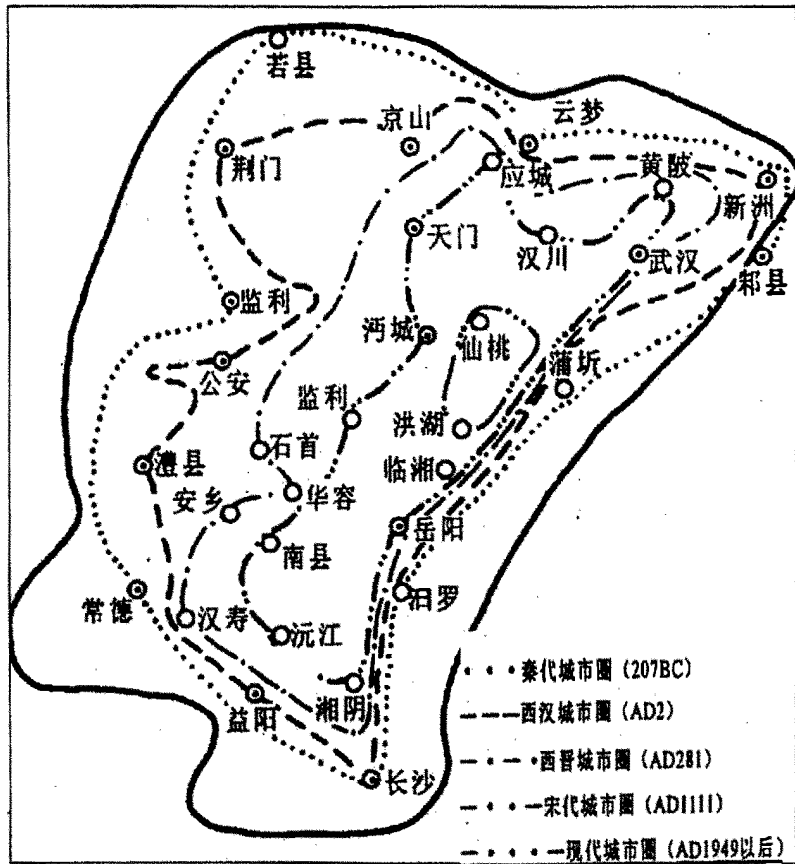 若县
京山
云梦
荆门
应城
黄陂
新洲
天门
汉川
武汉
邾县
监利
沔城
仙桃
蒲圻
公安
监利
洪湖
石首
临湘
澧县
安乡
华容
岳阳
南县
常德
汉寿
沅江
汨罗
益阳
湘阴
长沙
秦代城市圈 (207BC)
西汉城市圈 (AD2)
西晋城市圈 (AD281)
宋代城市圈 (AD1111)
现代城市圈 (AD1949以后)